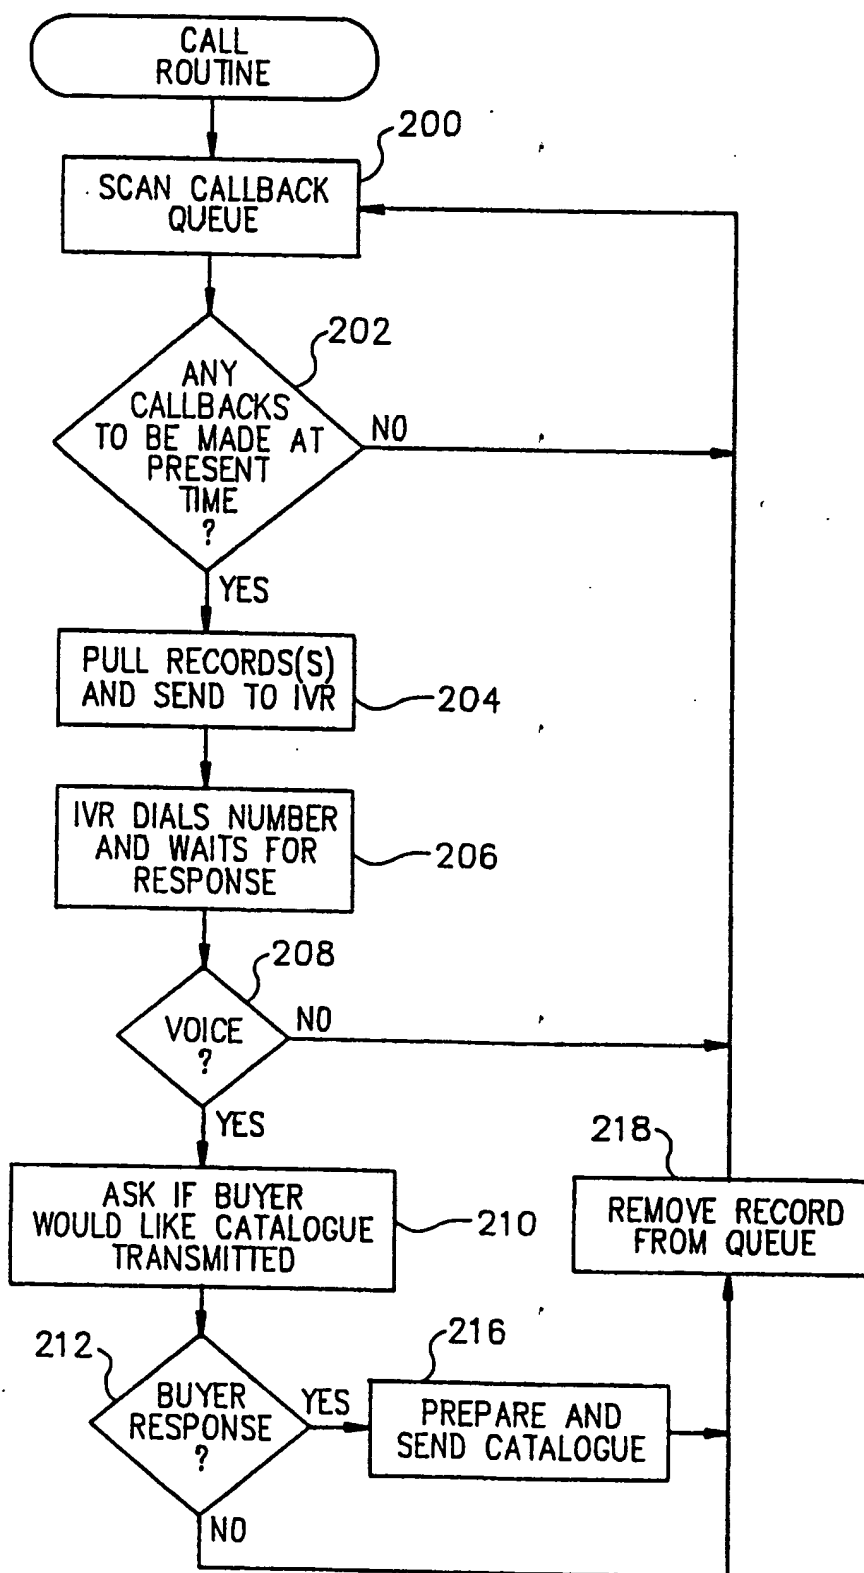 CALL
ROUTINE
200
SCAN CALLBACK
QUEUE
202
ANY
CALLBACKS
TO BE MADE AT
PRESENT
TIME
?
NO
YES
PULL RECORDS(S)
AND SEND TO IVR
204
IVR DIALS NUMBER
AND WAITS FOR
RESPONSE
206
208
VOICE
?
NO
YES
ASK IF BUYER
WOULD LIKE CATALOGUE
TRANSMITTED
210
218
REMOVE RECORD
FROM QUEUE
212
BUYER
RESPONSE
?
YES
216
PREPARE AND
SEND CATALOGUE
NO